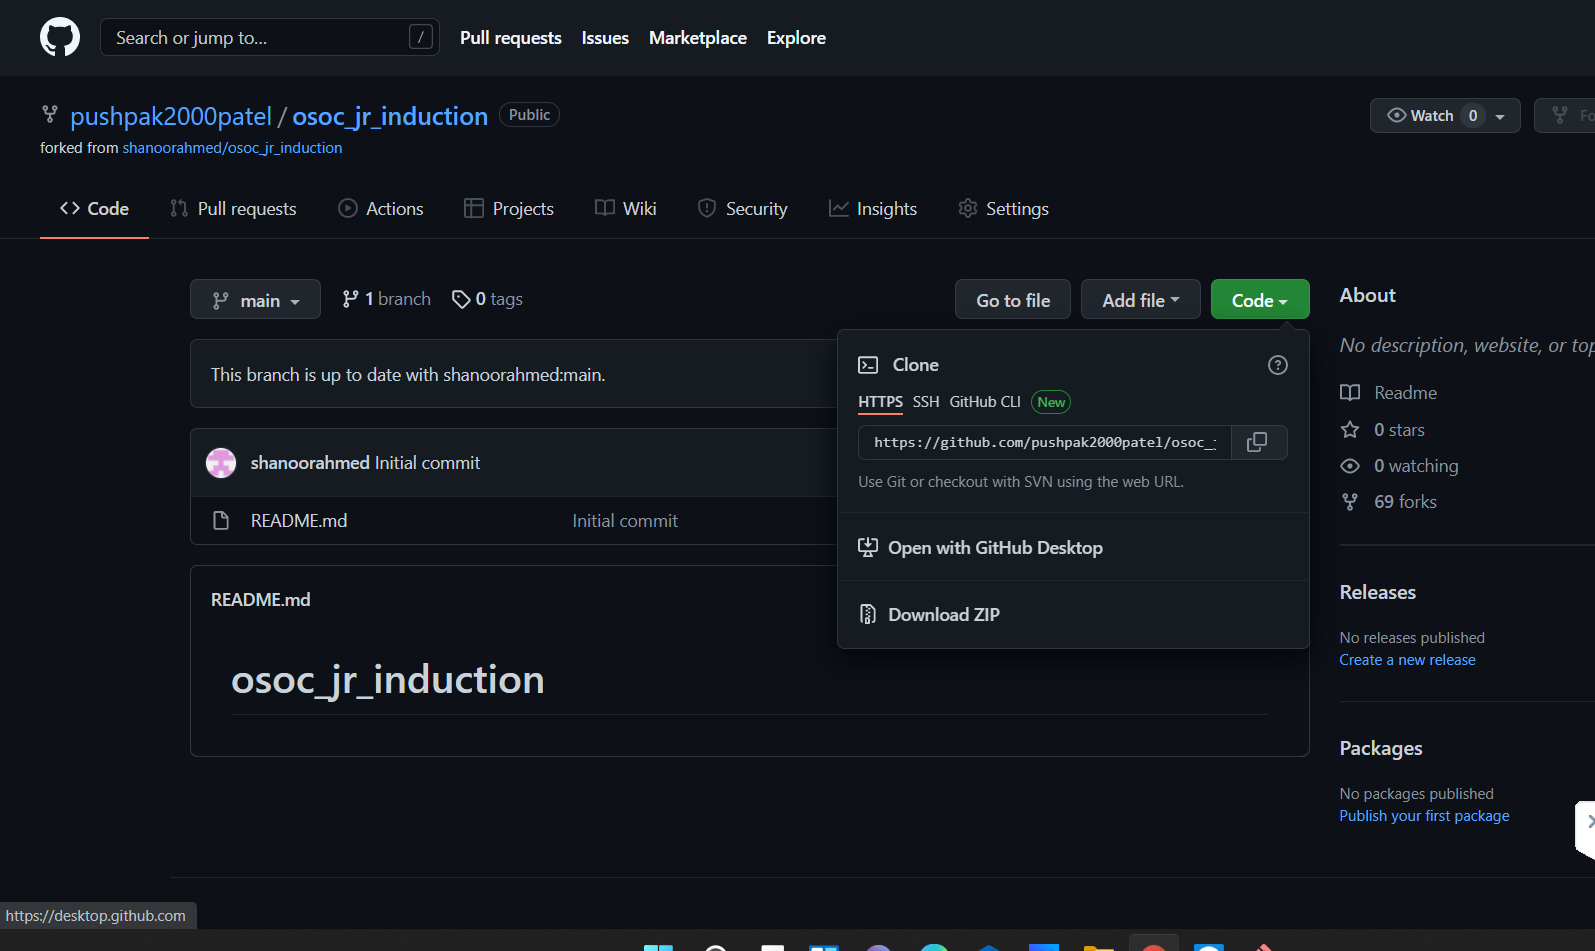 Search or jump to... /
Pull requests Issues Marketplace Explore
pushpak2000patel / osoc_jr_induction Public
Watch 0
forked from shanoorahmed/osoc_jr_induction
Code Pull requests Actions Projects Wiki Security Insights Settings
main 1 branch 0 tags
Go to file Add file Code
This branch is up to date with shanoorahmed:main.
shanoorahmed Initial commit
README.md Initial commit
README.md
osoc_jr_induction
Clone
HTTPS SSH GitHub CLI New
https://github.com/pushpak2000patel/osoc_
Use Git or checkout with SVN using the web URL.
Open with GitHub Desktop
Download ZIP
About
No description, website, or
Readme
0 stars
0 watching
69 forks
Releases
No releases published
Create a new release
Packages
No packages published
Publish your first package
https://desktop.github.com